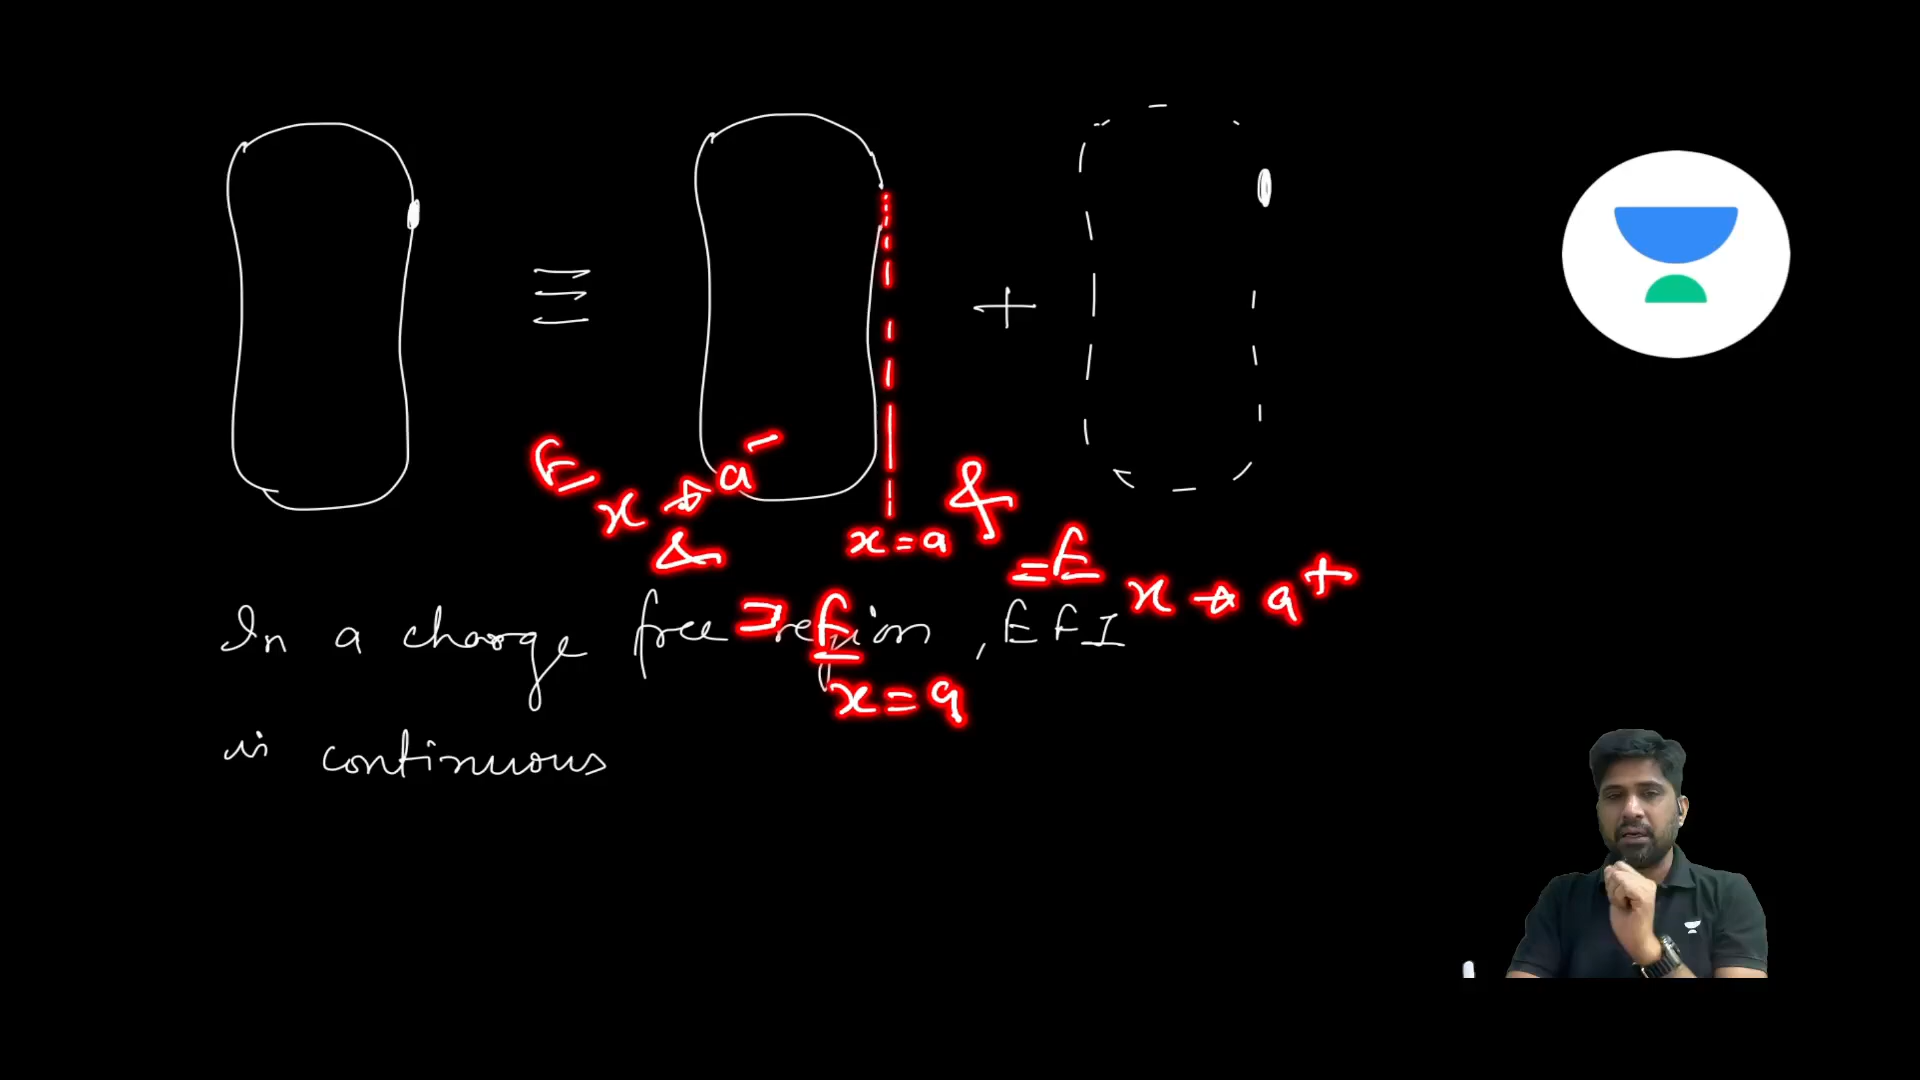 ≡ +
E x → a⁻
&
= E x = a
x = a
& = E x → a⁺
In a charge free region, EFI
is continuous